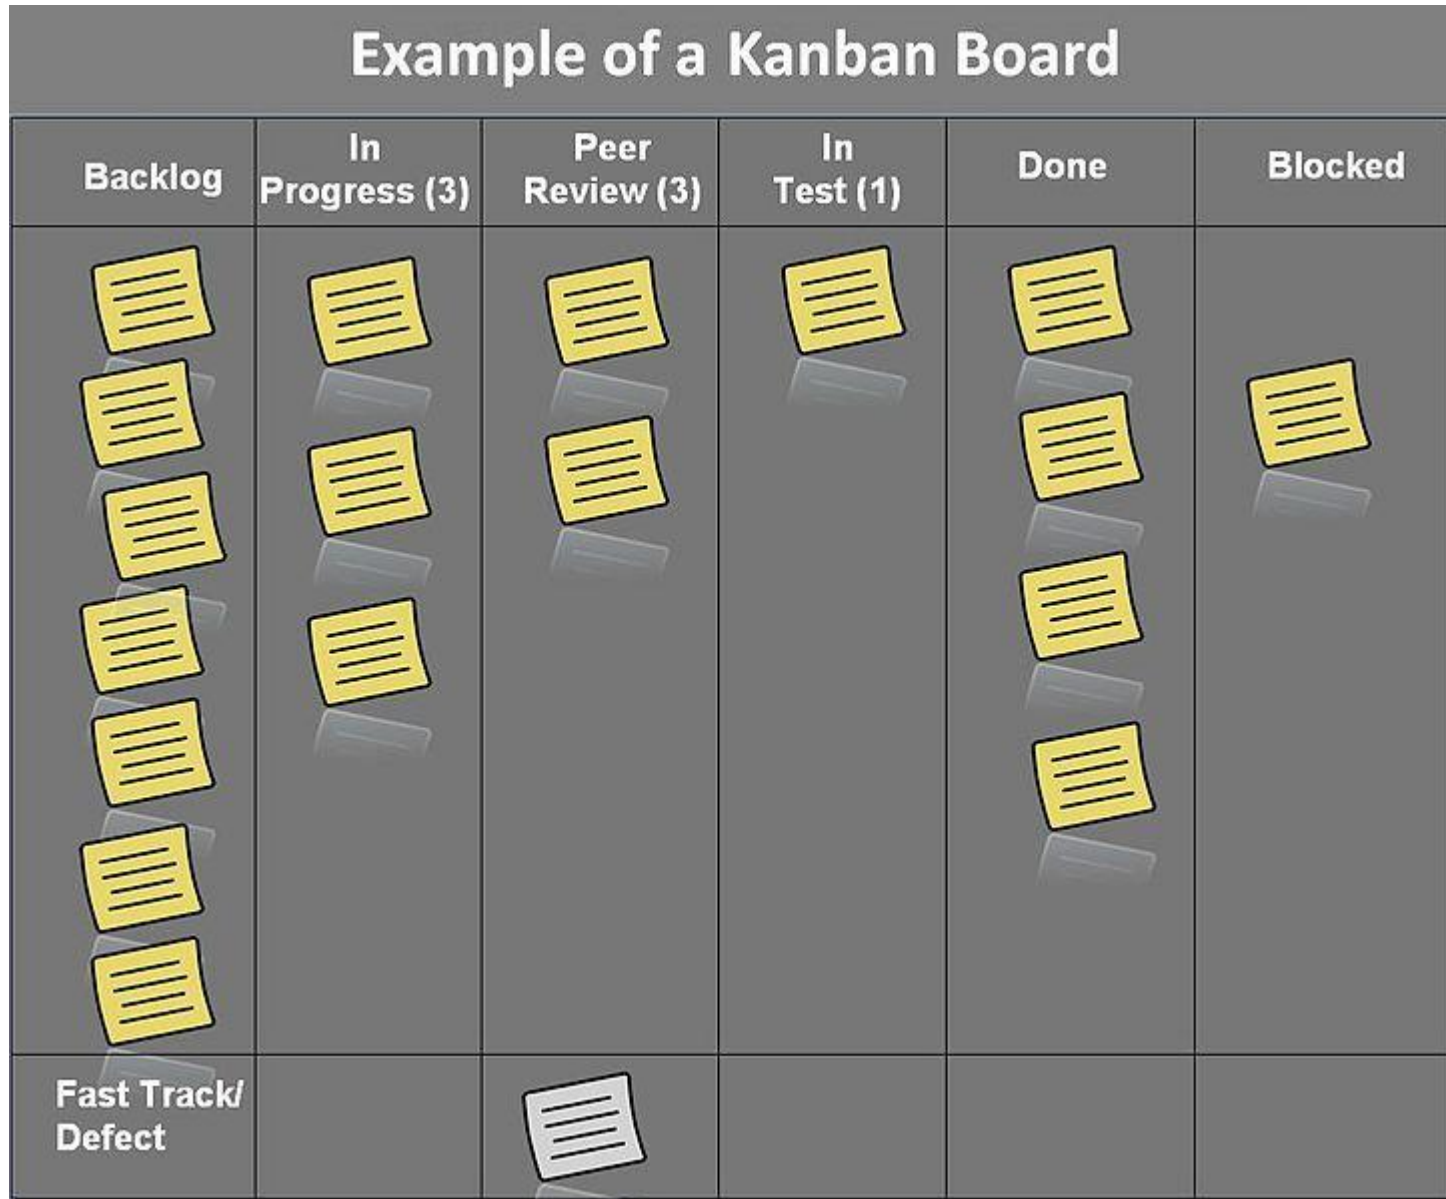 Example of a Kanban Board
Backlog
In
Progress (3)
Peer
Review (3)
In
Test (1)
Done
Blocked
Fast Track/
Defect